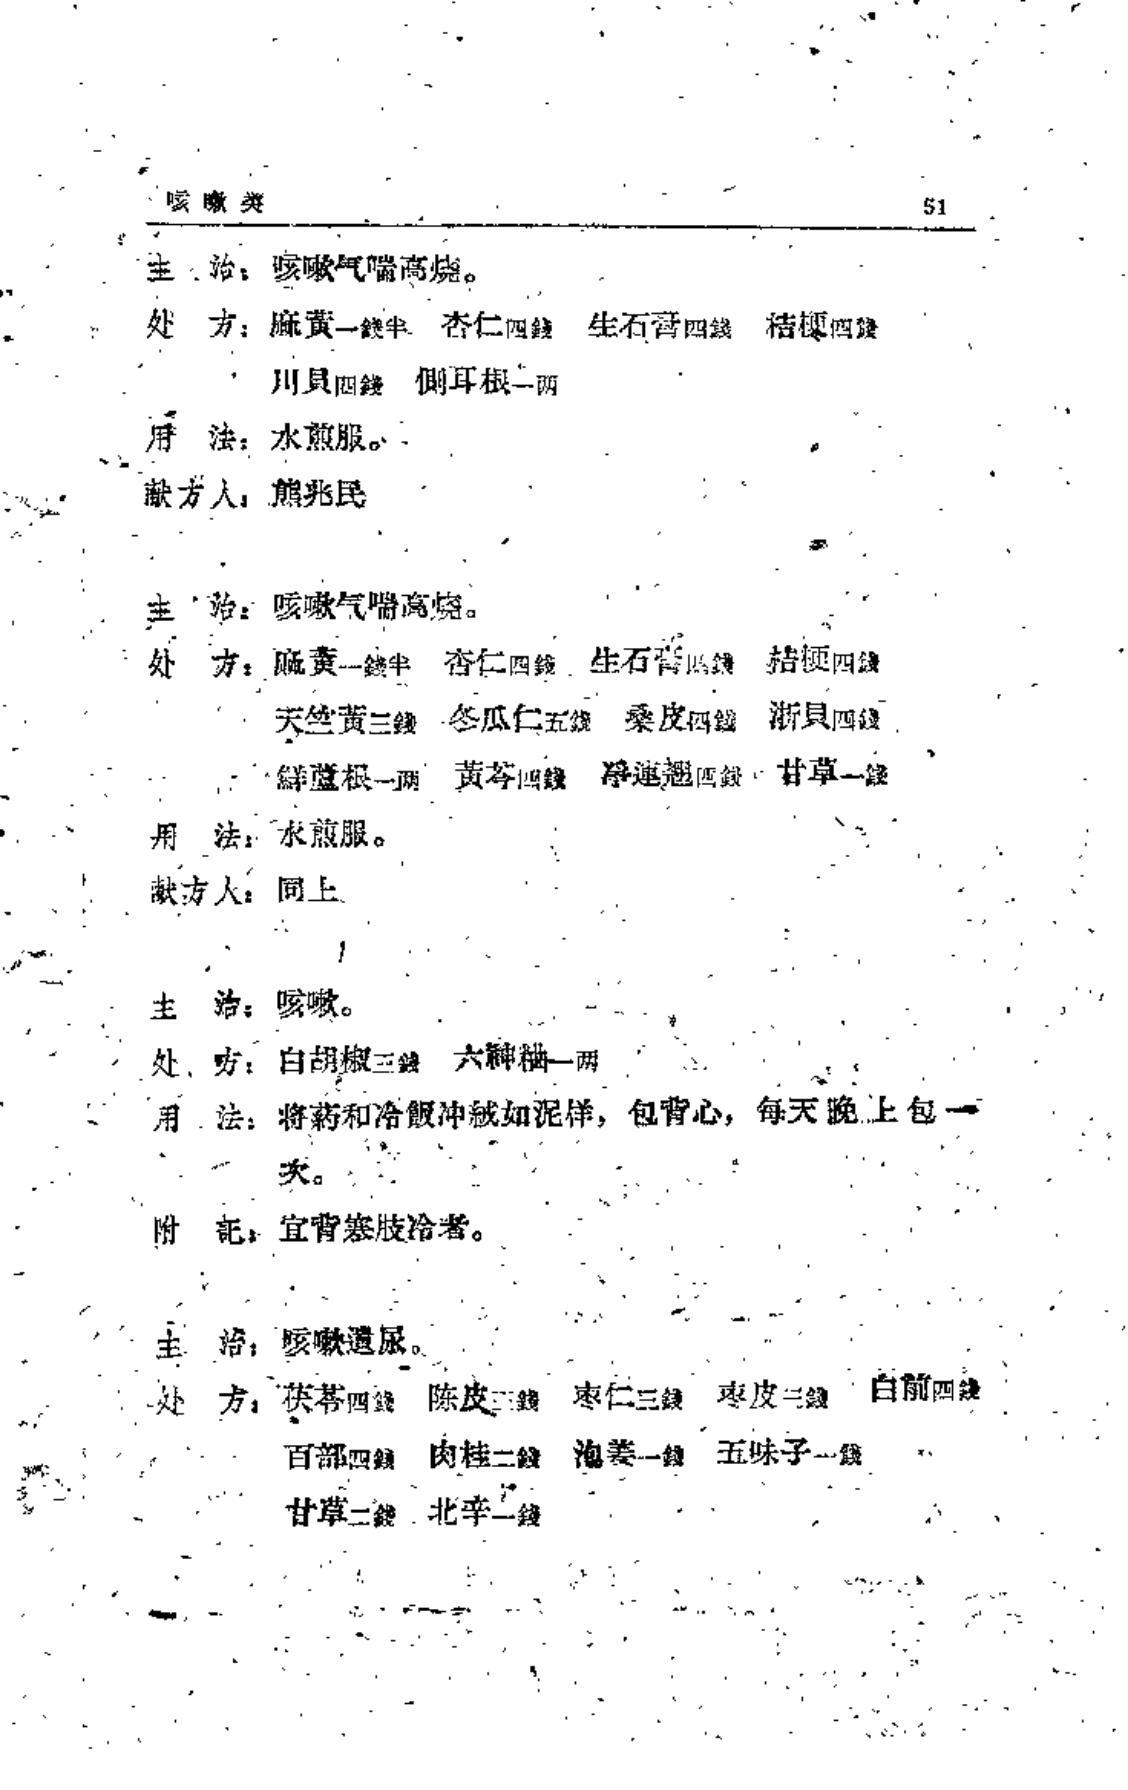 咳嗽类 51
主　治：咳嗽气喘高烧。
处　方：麻黄一錢半　杏仁四錢　生石膏四錢　桔梗四錢
川貝四錢　側耳根一两
用　法：水煎服。
献方人：熊兆民
主　治：咳嗽气喘高烧。
处　方：麻黄一錢半　杏仁四錢　生石膏四錢　桔梗四錢
天竺黄三錢　冬瓜仁五錢　桑皮四錢　浙貝四錢
鮮蘆根一两　黄芩四錢　淨連翘四錢　甘草一錢
用　法：水煎服。
献方人：同上
主　治：咳嗽。
处　方：白胡椒三錢　六神粬一两
用　法：将葯和冷飯冲絨如泥样，包背心，每天晚上包一
次。
附　記：宜背寒肢冷者。
主　治：咳嗽遺尿。
处　方：茯苓四錢　陈皮三錢　枣仁三錢　枣皮三錢　白前四錢
百部四錢　肉桂二錢　泡姜一錢　五味子一錢
甘草二錢　北辛一錢